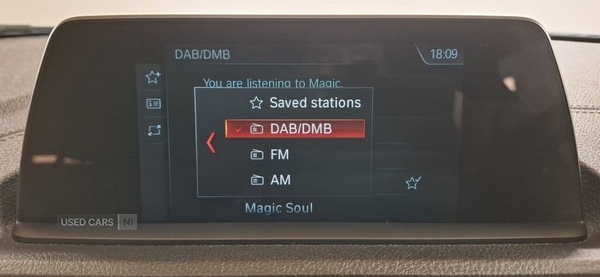 DAB/DMB
18:09
You are listening to Magic.
Saved stations
DAB/DMB
FM
AM
Magic Soul
USED CARS NI